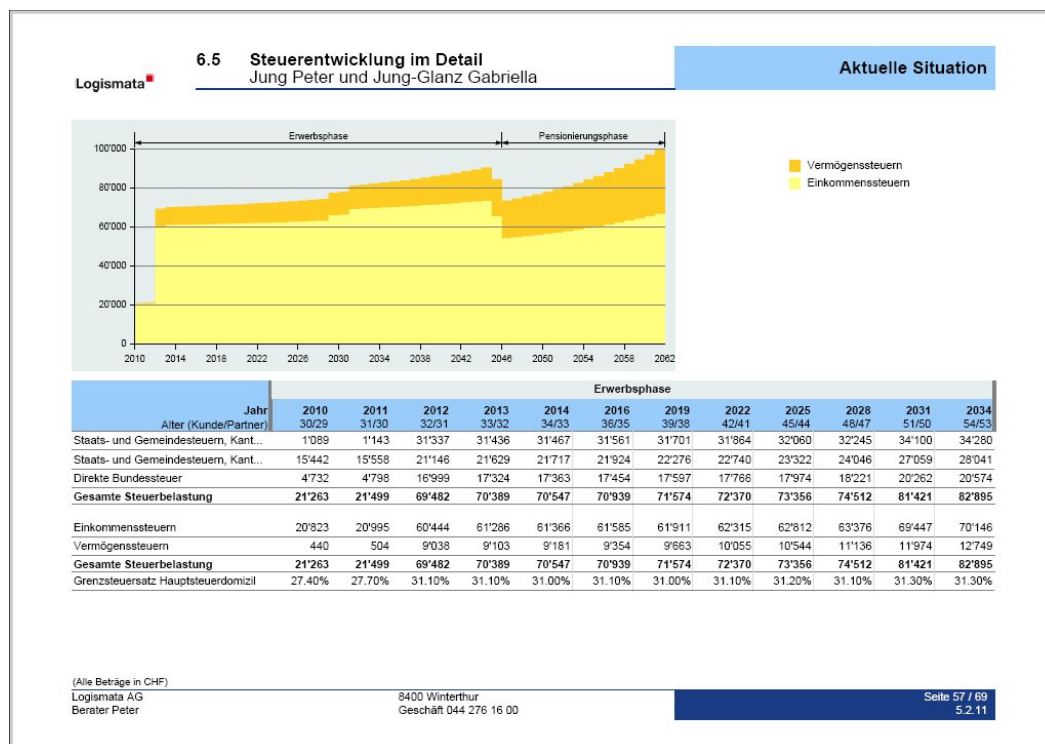 6.5 Steuerentwicklung im Detail
Jung Peter und Jung-Glanz Gabriella
Logismata
Aktuelle Situation
Erwerbsphase Pensionierungsphase
100'000
80'000
60'000
40'000
20'000
0
2010 2014 2018 2022 2026 2030 2034 2038 2042 2046 2050 2054 2058 2062
Vermögenssteuern
Einkommenssteuern
Erwerbsphase
Jahr 2010 2011 2012 2013 2014 2016 2019 2022 2025 2028 2031 2034
Alter (Kunde/Partner) 30/29 31/30 32/31 33/32 34/33 36/35 39/38 42/41 45/44 48/47 51/50 54/53
Staats- und Gemeindesteuern, Kant... 1'089 1'143 31'337 31'436 31'467 31'561 31'701 31'864 32'060 32'245 34'100 34'280
Staats- und Gemeindesteuern, Kant... 15'442 15'558 21'146 21'629 21'717 21'924 22'276 22'740 23'322 24'046 27'059 28'041
Direkte Bundessteuer 4'732 4'798 16'999 17'324 17'363 17'454 17'597 17'766 17'974 18'221 20'262 20'574
Gesamte Steuerbelastung 21'263 21'499 69'482 70'389 70'547 70'939 71'574 72'370 73'356 74'512 81'421 82'895
Einkommenssteuern 20'823 20'995 60'444 61'286 61'366 61'585 61'911 62'315 62'812 63'376 69'447 70'146
Vermögenssteuern 440 504 9'038 9'103 9'181 9'354 9'663 10'055 10'544 11'136 11'974 12'749
Gesamte Steuerbelastung 21'263 21'499 69'482 70'389 70'547 70'939 71'574 72'370 73'356 74'512 81'421 82'895
Grenzsteuersatz Hauptsteuerdomizil 27.40% 27.70% 31.10% 31.10% 31.00% 31.10% 31.00% 31.10% 31.20% 31.10% 31.30% 31.30%
(Alle Beträge in CHF)
Logismata AG 8400 Winterthur Seite 57 / 69
Berater Peter Geschäft 044 276 16 00 5.2.11